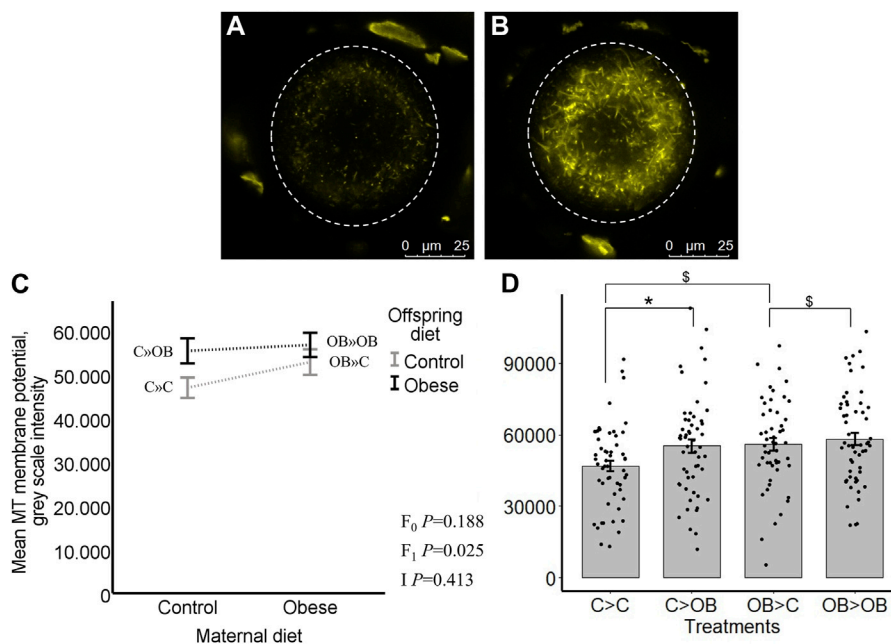 A
B
0 µm 25
0 µm 25
C
Mean MT membrane potential,
grey scale intensity
60.000
50.000
40.000
30.000
20.000
10.000
0
C»OB
C»C
OB»OB
OB»C
Offspring
diet
Control
Obese
F0 P=0.188
F1 P=0.025
I P=0.413
Control
Obese
Maternal diet
D
$
*
$
90000
60000
30000
0
C>C
C>OB
OB>C
OB>OB
Treatments